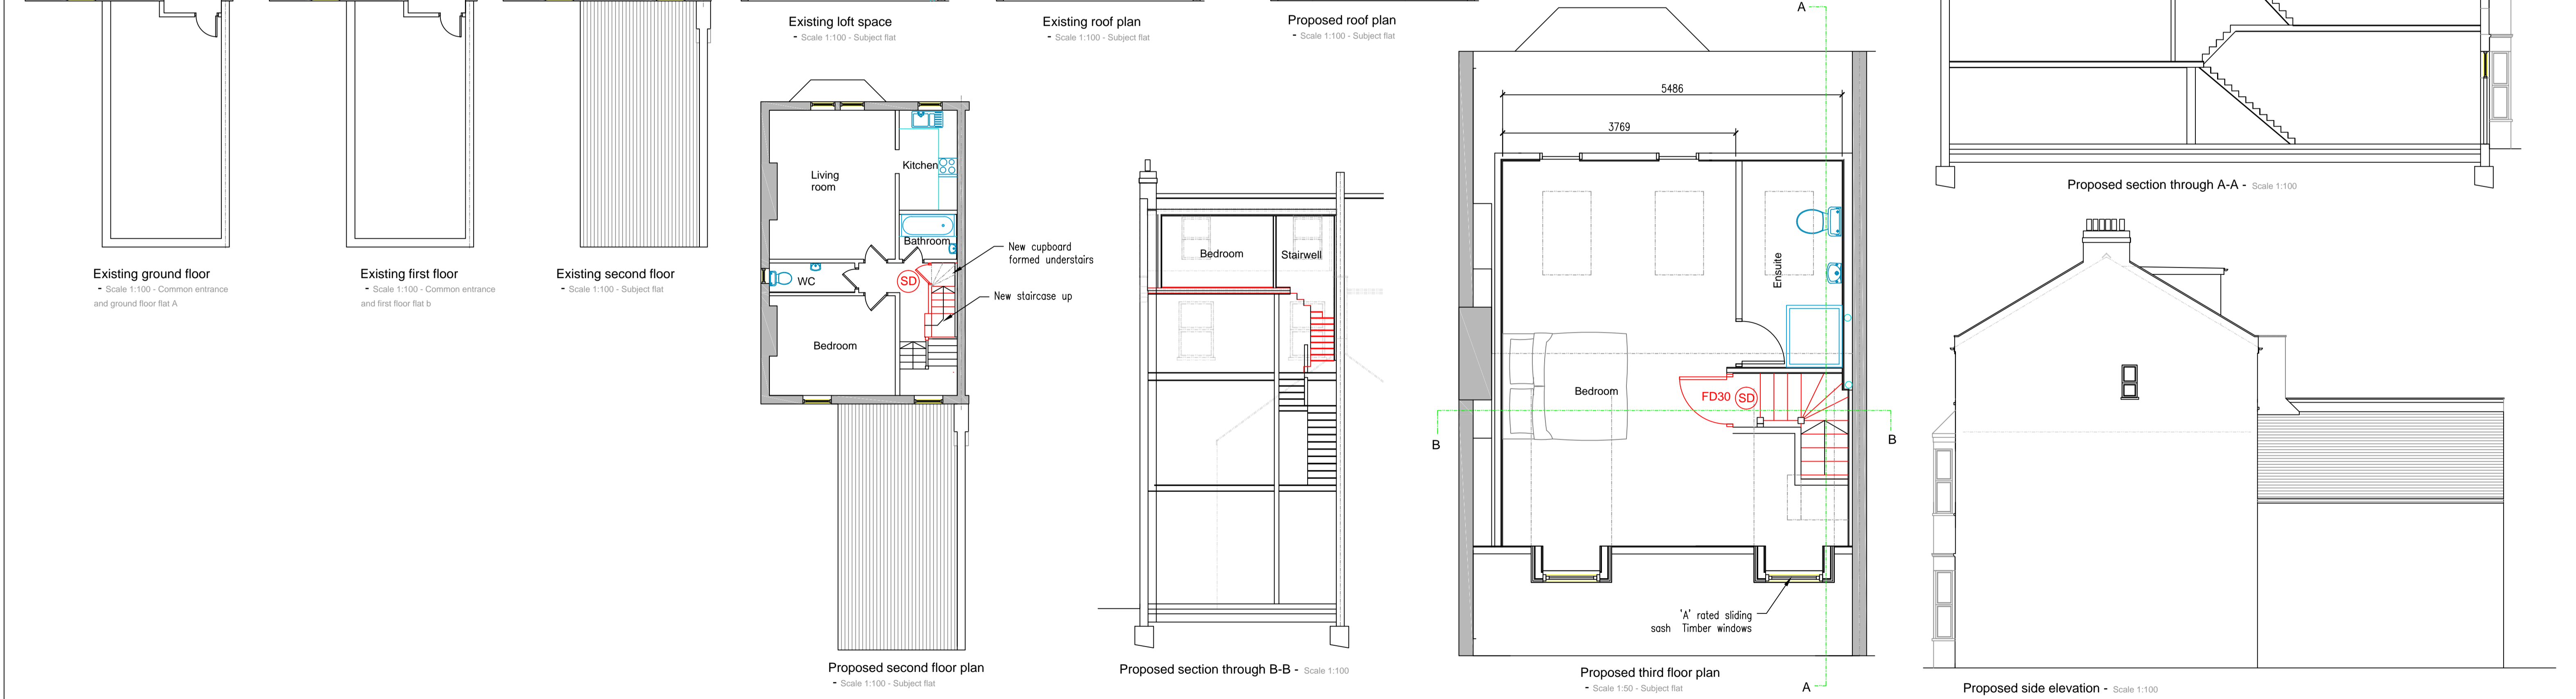 Existing loft space
- Scale 1:100 - Subject flat
Existing roof plan
- Scale 1:100 - Subject flat
Proposed roof plan
- Scale 1:100 - Subject flat
Existing ground floor
- Scale 1:100 - Common entrance
and ground floor flat A
Existing first floor
- Scale 1:100 - Common entrance
and first floor flat b
Existing second floor
- Scale 1:100 - Subject flat
Living
room
Kitchen
Bathroom
WC
SD
Bedroom
New cupboard
formed understairs
New staircase up
Proposed second floor plan
- Scale 1:100 - Subject flat
Bedroom
Stairwell
Proposed section through B-B - Scale 1:100
A
5486
3769
Ensuite
Bedroom
FD30
SD
B
B
'A' rated sliding
sash Timber windows
Proposed third floor plan
- Scale 1:50 - Subject flat
A
Proposed section through A-A - Scale 1:100
Proposed side elevation - Scale 1:100